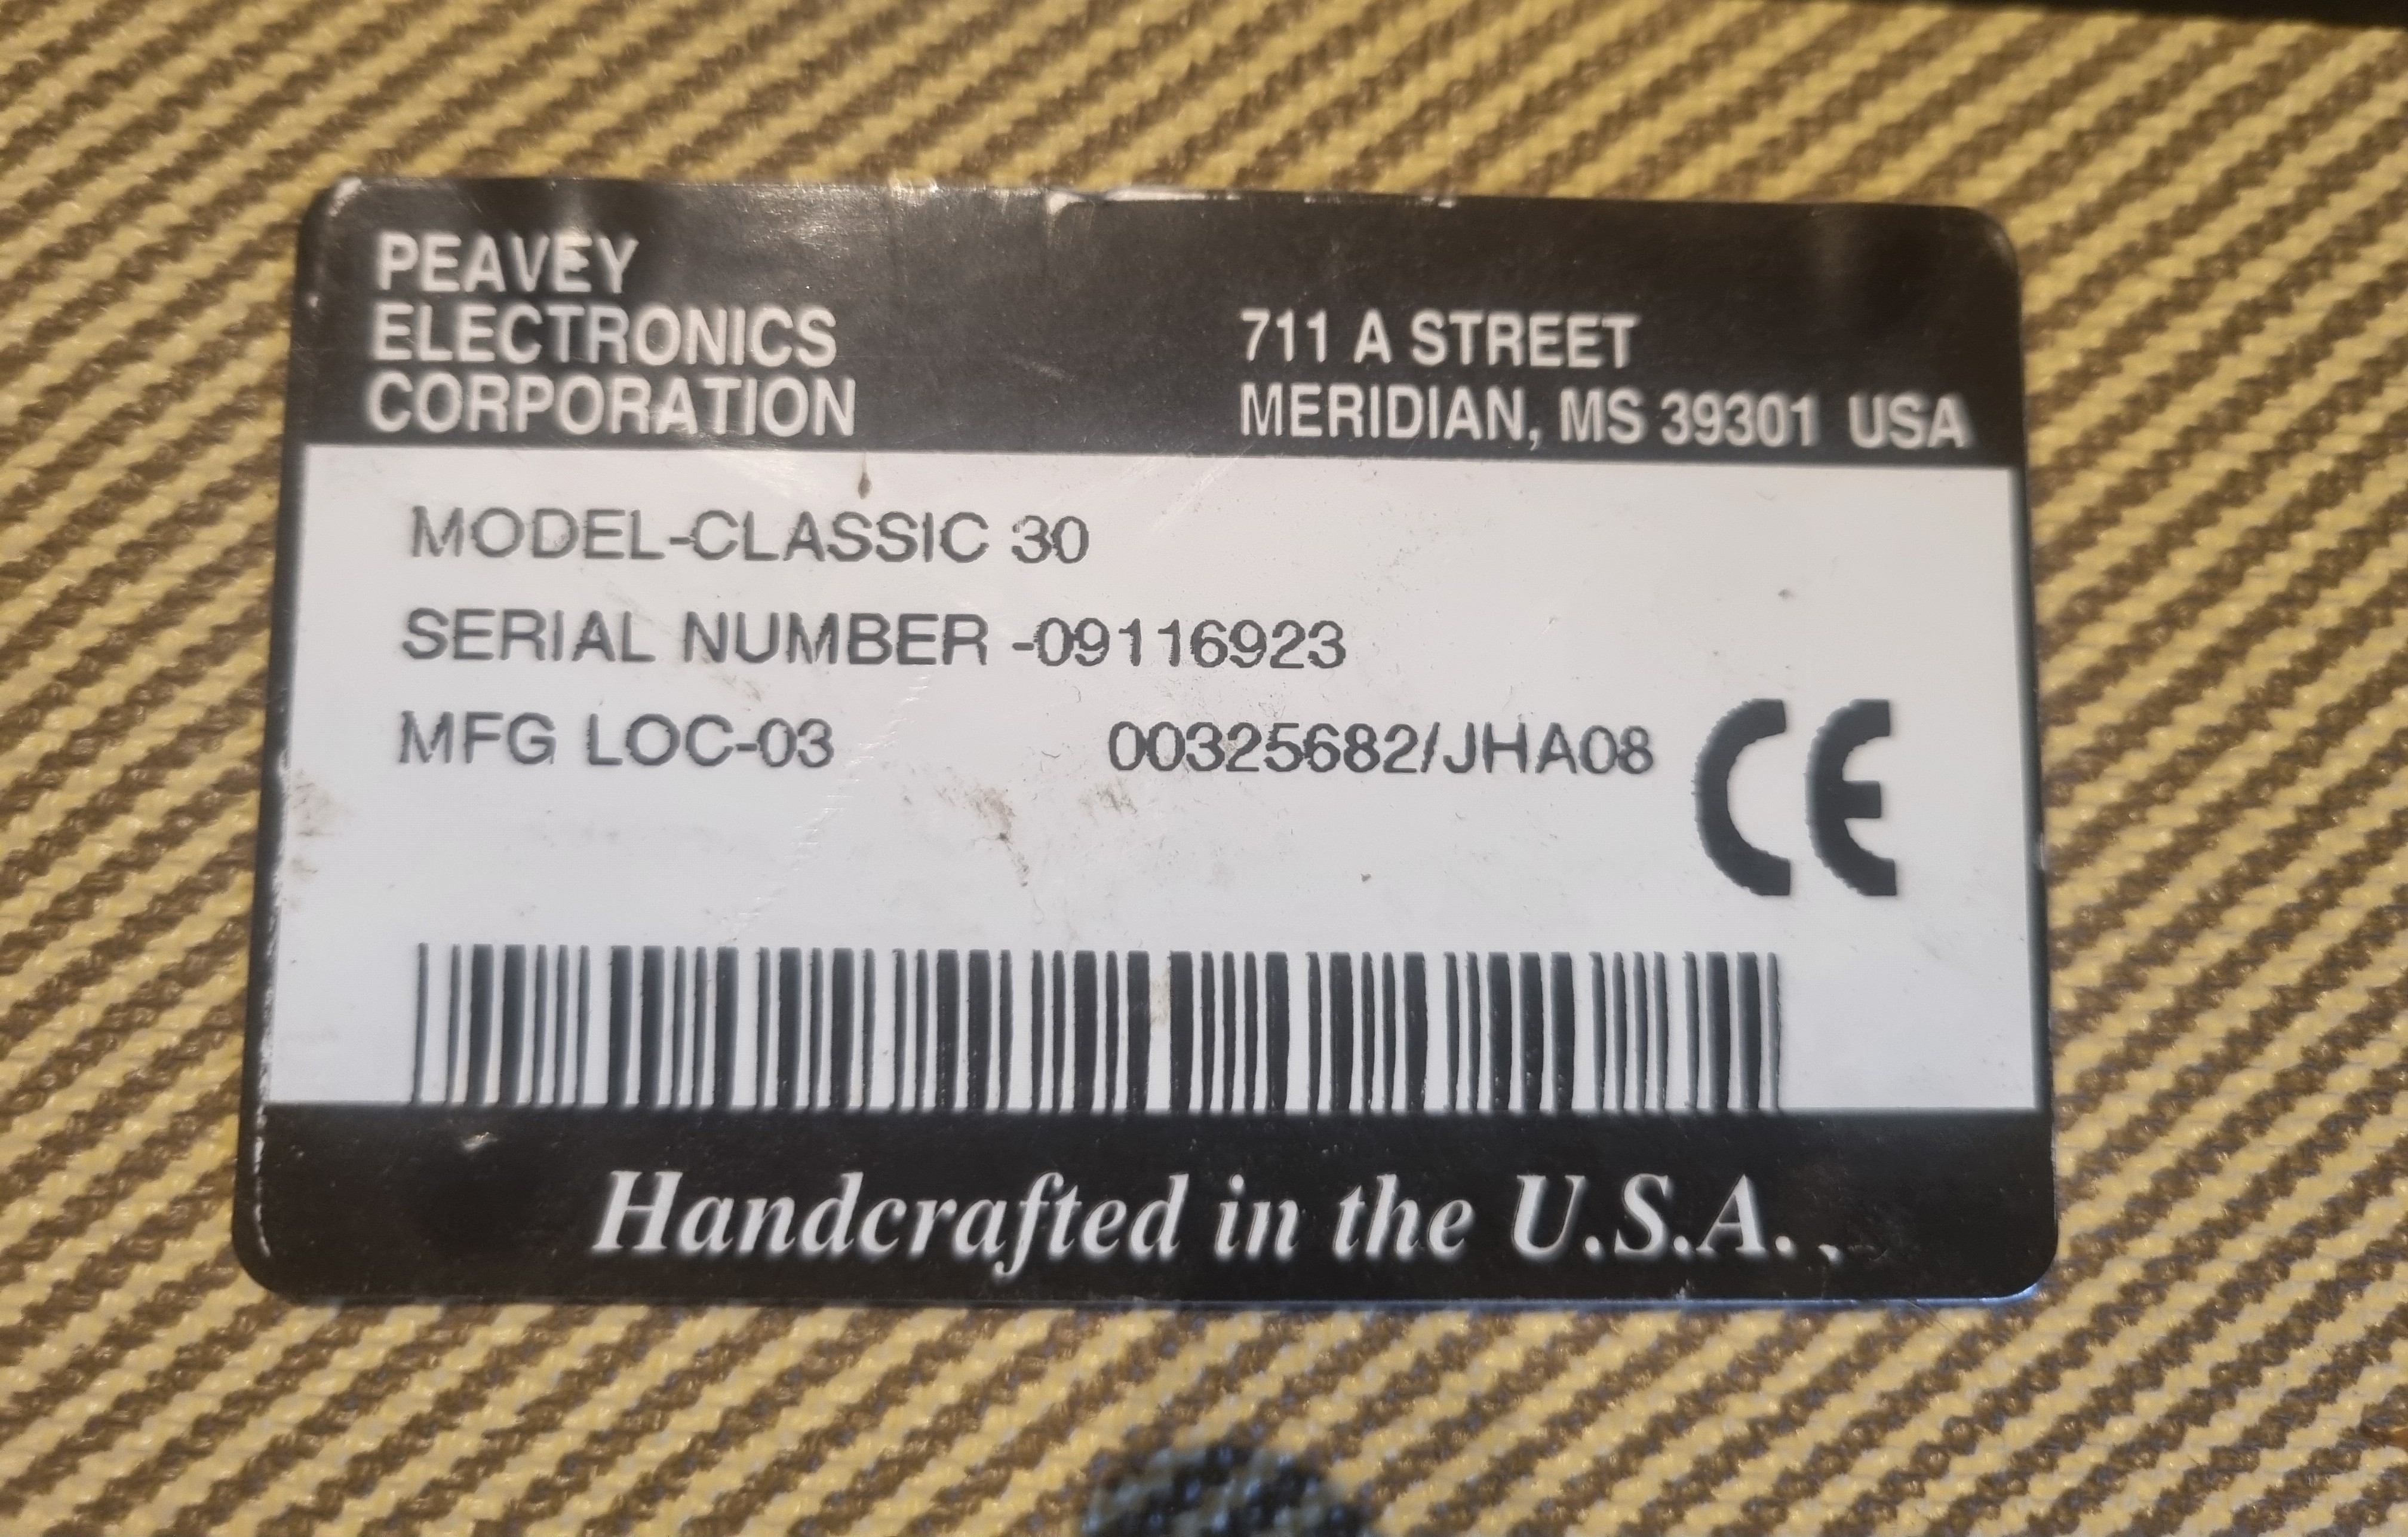 PEAVEY
ELECTRONICS
CORPORATION
711 A STREET
MERIDIAN, MS 39301 USA
MODEL-CLASSIC 30
SERIAL NUMBER -09116923
MFG LOC-03 00325682/JHA08
CE
Handcrafted in the U.S.A.